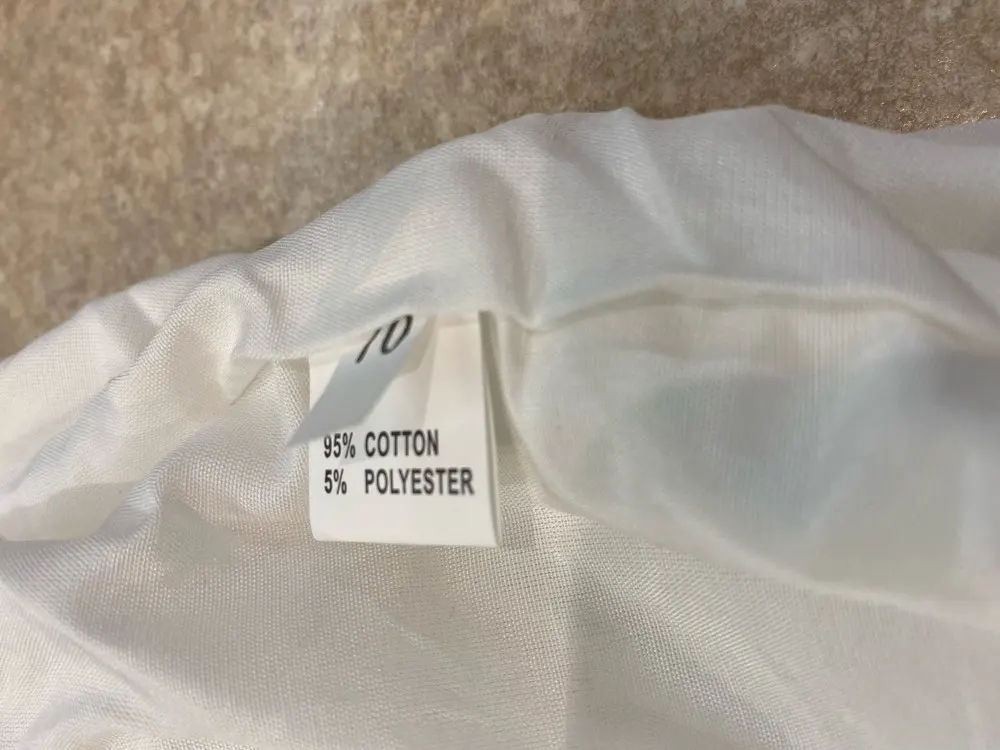 10
95% COTTON
5% POLYESTER